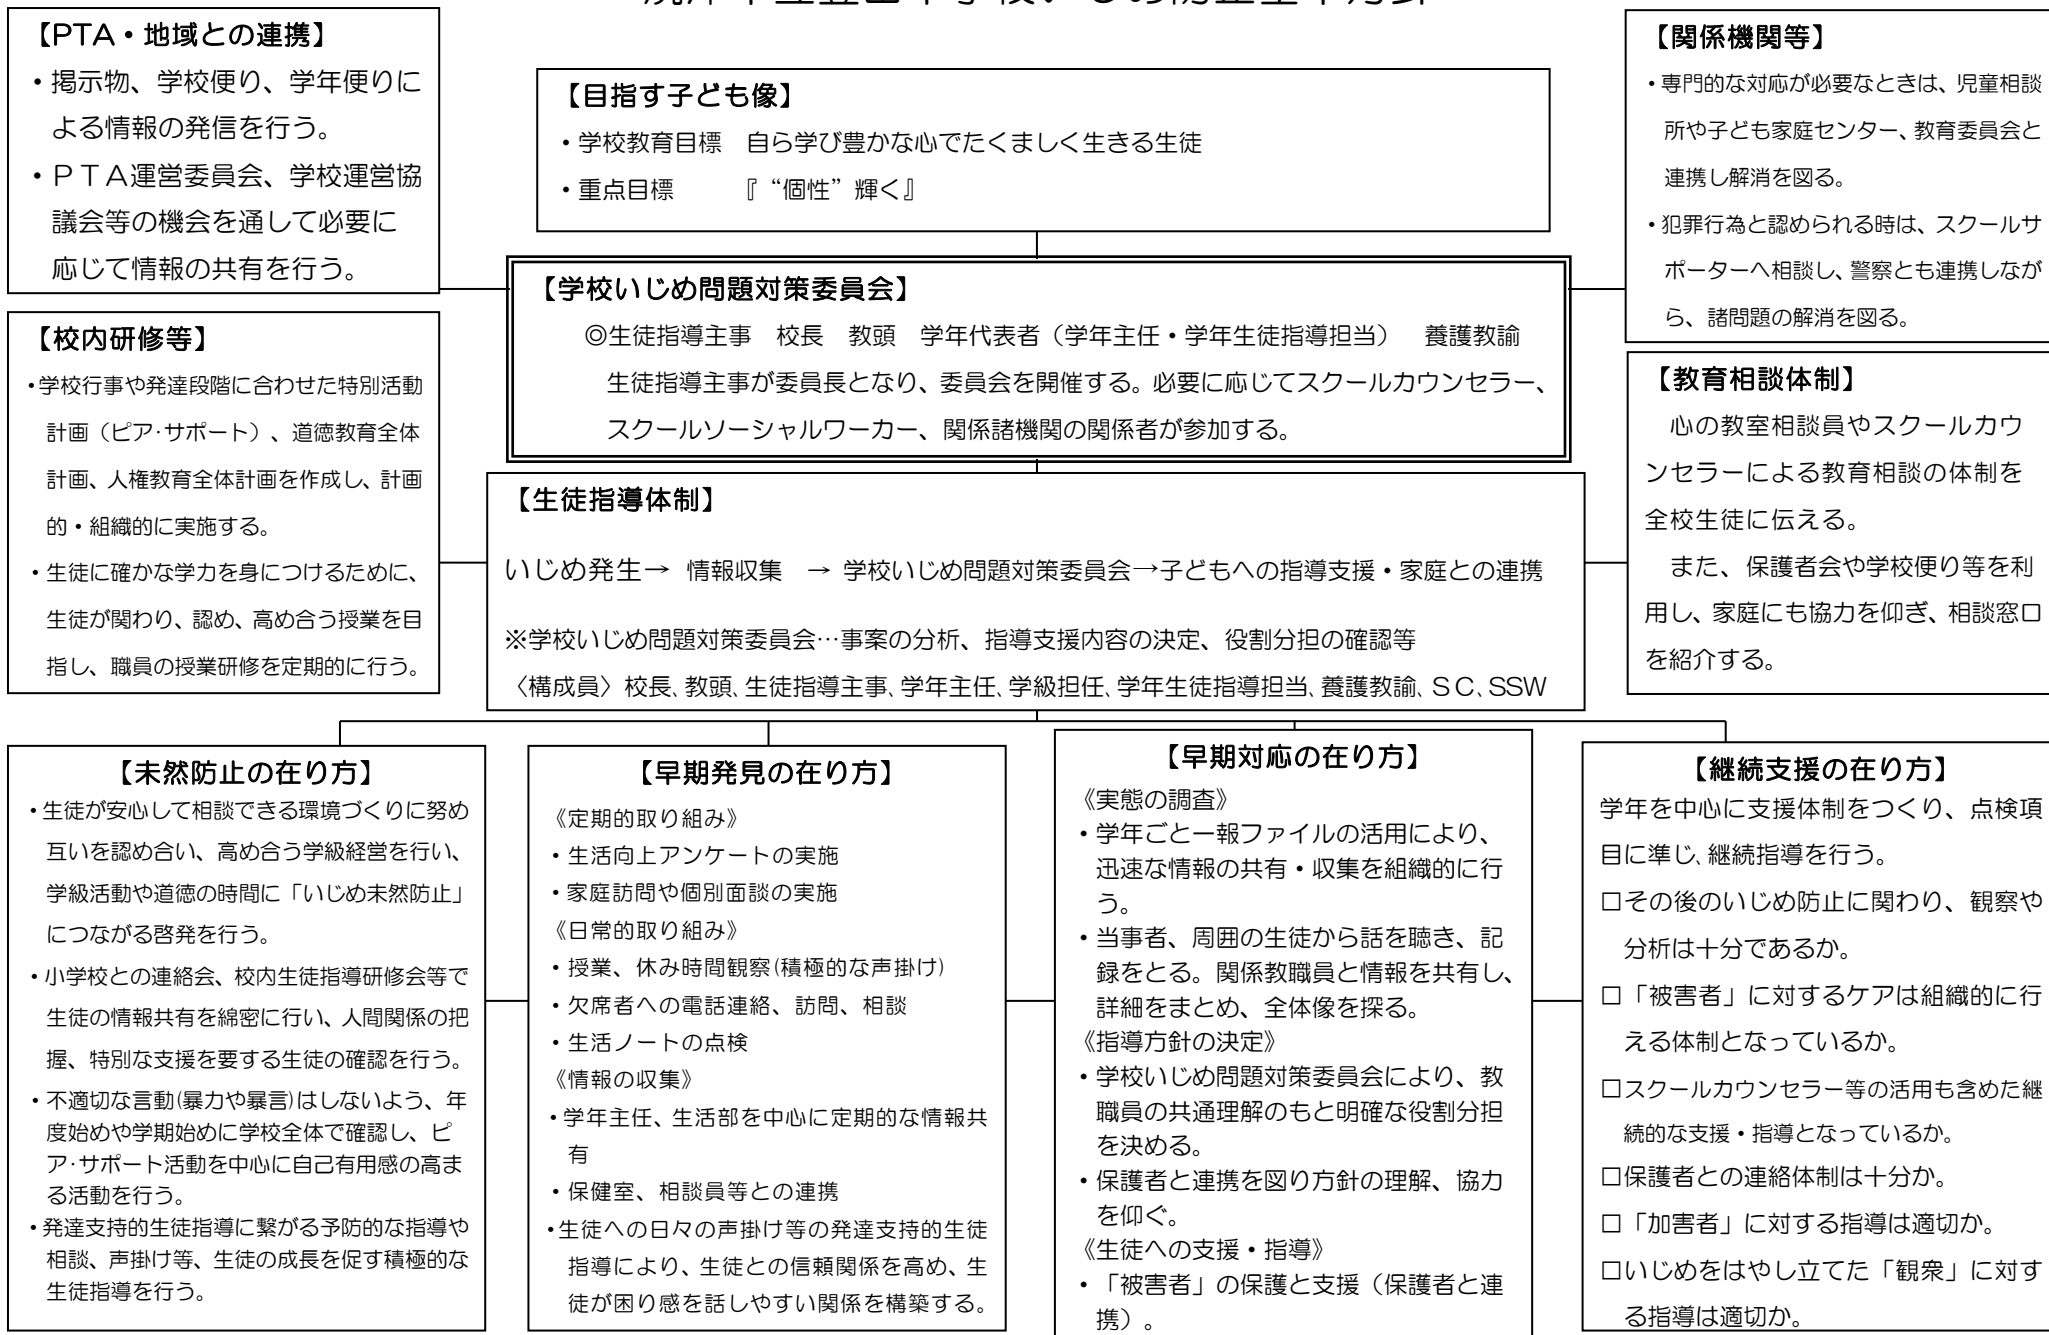 中学校いじめ防止基本方針
【PTA・地域との連携】
・掲示物、学校便り、学年便りに
よる情報の発信を行う。
・ＰＴＡ運営委員会、学校運営協
議会等の機会を通して必要に
応じて情報の共有を行う。
【目指す子ども像】
・学校教育目標　自ら学び豊かな心でたくましく生きる生徒
・重点目標　　　『“個性”輝く』
【関係機関等】
・専門的な対応が必要なときは、児童相談
所や子ども家庭センター、教育委員会と
連携し解消を図る。
・犯罪行為と認められる時は、スクールサ
ポーターへ相談し、警察とも連携しなが
ら、諸問題の解消を図る。
【学校いじめ問題対策委員会】
◎生徒指導主事　校長　教頭　学年代表者（学年主任・学年生徒指導担当）　養護教諭
生徒指導主事が委員長となり、委員会を開催する。必要に応じてスクールカウンセラー、
スクールソーシャルワーカー、関係諸機関の関係者が参加する。
【校内研修等】
・学校行事や発達段階に合わせた特別活動
計画（ピア・サポート）、道徳教育全体
計画、人権教育全体計画を作成し、計画
的・組織的に実施する。
・生徒に確かな学力を身につけるために、
生徒が関わり、認め、高め合う授業を目
指し、職員の授業研修を定期的に行う。
【生徒指導体制】
いじめ発生→　情報収集　→ 学校いじめ問題対策委員会→子どもへの指導支援・家庭との連携
※学校いじめ問題対策委員会…事案の分析、指導支援内容の決定、役割分担の確認等
〈構成員〉校長、教頭、生徒指導主事、学年主任、学級担任、学年生徒指導担当、養護教諭、ＳＣ、SSW
【教育相談体制】
心の教室相談員やスクールカウ
ンセラーによる教育相談の体制を
全校生徒に伝える。
また、保護者会や学校便り等を利
用し、家庭にも協力を仰ぎ、相談窓口
を紹介する。
【未然防止の在り方】
・生徒が安心して相談できる環境づくりに努め
互いを認め合い、高め合う学級経営を行い、
学級活動や道徳の時間に「いじめ未然防止」
につながる啓発を行う。
・小学校との連絡会、校内生徒指導研修会等で
生徒の情報共有を綿密に行い、人間関係の把
握、特別な支援を要する生徒の確認を行う。
・不適切な言動(暴力や暴言)はしないよう、年
度始めや学期始めに学校全体で確認し、ピ
ア・サポート活動を中心に自己有用感の高ま
る活動を行う。
・発達支持的生徒指導に繋がる予防的な指導や
相談、声掛け等、生徒の成長を促す積極的な
生徒指導を行う。
【早期発見の在り方】
《定期的取り組み》
・生活向上アンケートの実施
・家庭訪問や個別面談の実施
《日常的取り組み》
・授業、休み時間観察(積極的な声掛け)
・欠席者への電話連絡、訪問、相談
・生活ノートの点検
《情報の収集》
・学年主任、生活部を中心に定期的な情報共
有
・保健室、相談員等との連携
・生徒への日々の声掛け等の発達支持的生徒
指導により、生徒との信頼関係を高め、生
徒が困り感を話しやすい関係を構築する。
【早期対応の在り方】
《実態の調査》
・学年ごと一報ファイルの活用により、
迅速な情報の共有・収集を組織的に行
う。
・当事者、周囲の生徒から話を聴き、記
録をとる。関係教職員と情報を共有し、
詳細をまとめ、全体像を探る。
《指導方針の決定》
・学校いじめ問題対策委員会により、教
職員の共通理解のもと明確な役割分担
を決める。
・保護者と連携を図り方針の理解、協力
を仰ぐ。
《生徒への支援・指導》
・「被害者」の保護と支援（保護者と連
携）。
【継続支援の在り方】
学年を中心に支援体制をつくり、点検項
目に準じ、継続指導を行う。
□その後のいじめ防止に関わり、観察や
分析は十分であるか。
□「被害者」に対するケアは組織的に行
える体制となっているか。
□スクールカウンセラー等の活用も含めた継
続的な支援・指導となっているか。
□保護者との連絡体制は十分か。
□「加害者」に対する指導は適切か。
□いじめをはやし立てた「観衆」に対す
る指導は適切か。